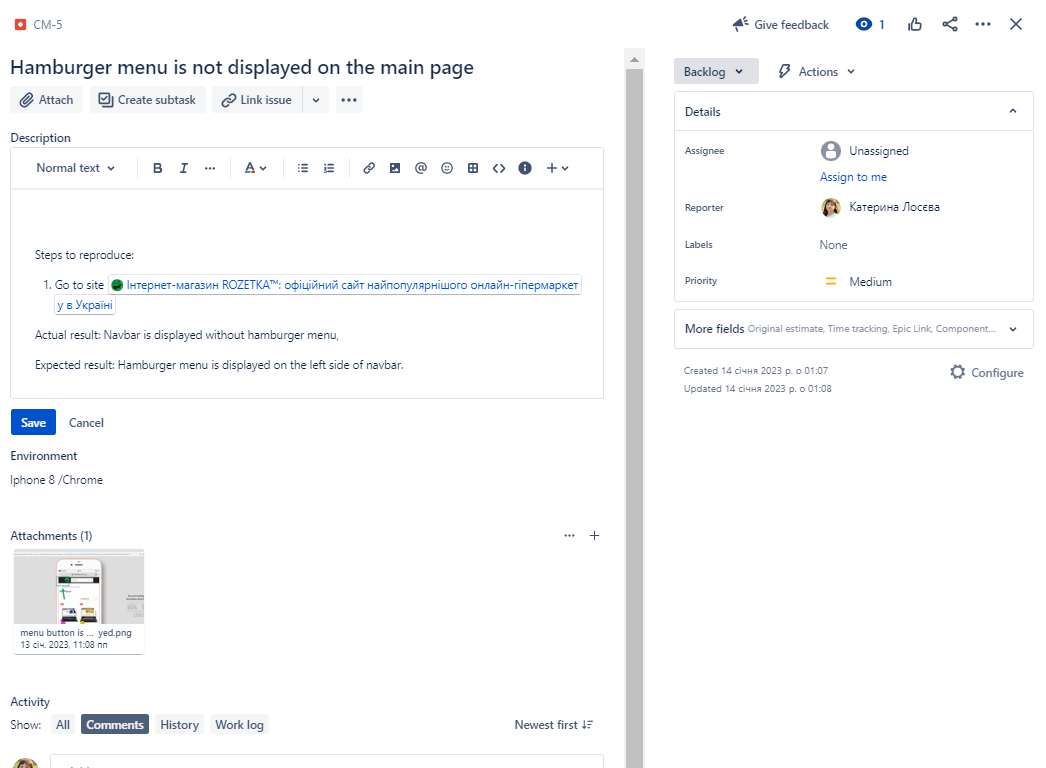 CM-5
Give feedback
1
Hamburger menu is not displayed on the main page
Attach
Create subtask
Link issue
Backlog
Actions
Description
Normal text
B
I
A
@
Steps to reproduce:
1. Go to site Інтернет-магазин ROZETKA™: офіційний сайт найпопулярнішого онлайн-гіпермаркет
у в Україні
Actual result: Navbar is displayed without hamburger menu,
Expected result: Hamburger menu is displayed on the left side of navbar.
Save
Cancel
Environment
Iphone 8 /Chrome
Attachments (1)
menu button is ... yed.png
13 січ. 2023, 11:08 пп
Activity
Show:
All
Comments
History
Work log
Newest first
Details
Assignee
Unassigned
Assign to me
Reporter
Катерина Лосєва
Labels
None
Priority
Medium
More fields
Original estimate, Time tracking, Epic Link, Component...
Created 14 січня 2023 р. о 01:07
Updated 14 січня 2023 р. о 01:08
Configure